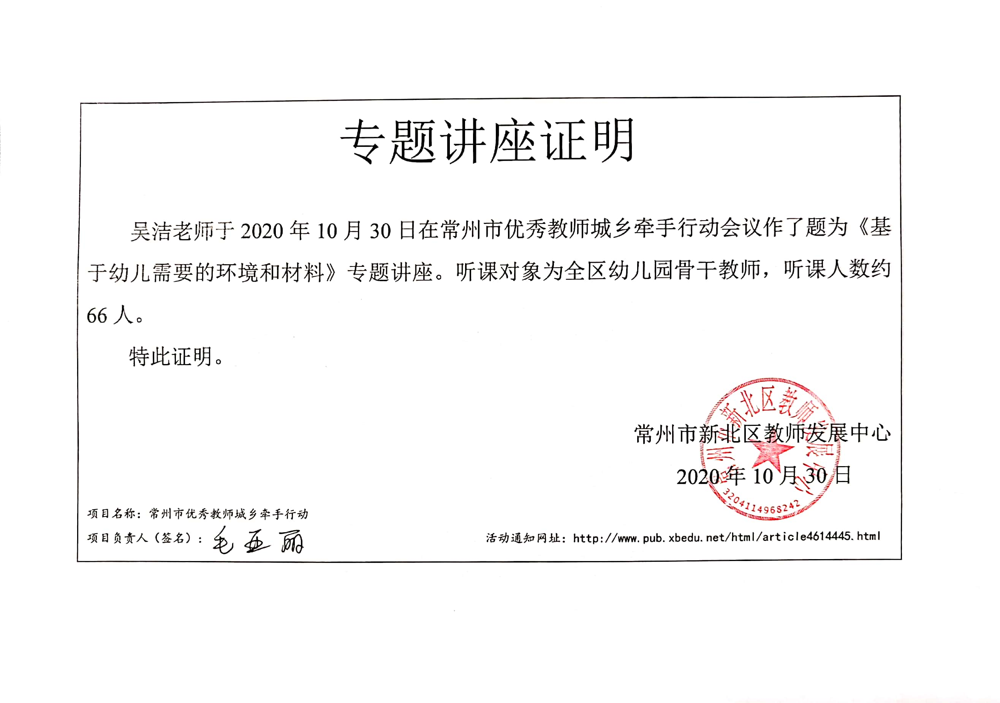 专题讲座证明
吴洁老师于 2020 年 10 月 30 日在常州市优秀教师城乡牵手行动会议作了题为《基
于幼儿需要的环境和材料》专题讲座。听课对象为全区幼儿园骨干教师，听课人数约
66 人。
特此证明。
常州市新北区教师发展中心
常州市新北区教师发展中心
2020 年 10 月 30 日
3204114968242
项目名称：常州市优秀教师城乡牵手行动
项目负责人（签名）：毛亚丽
活动通知网址：http://www.pub.xbedu.net/html/article4614445.html